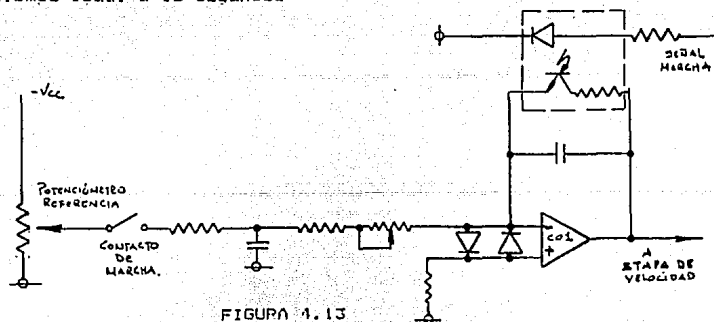 SEÑAL
MARCHA
-Vcc
POTENCIÓMETRO
REFERENCIA
CONTACTO
DE
MARCHA.
-
CO1
+
A
ETAPA DE
VELOCIDAD
FIGURA 4.13